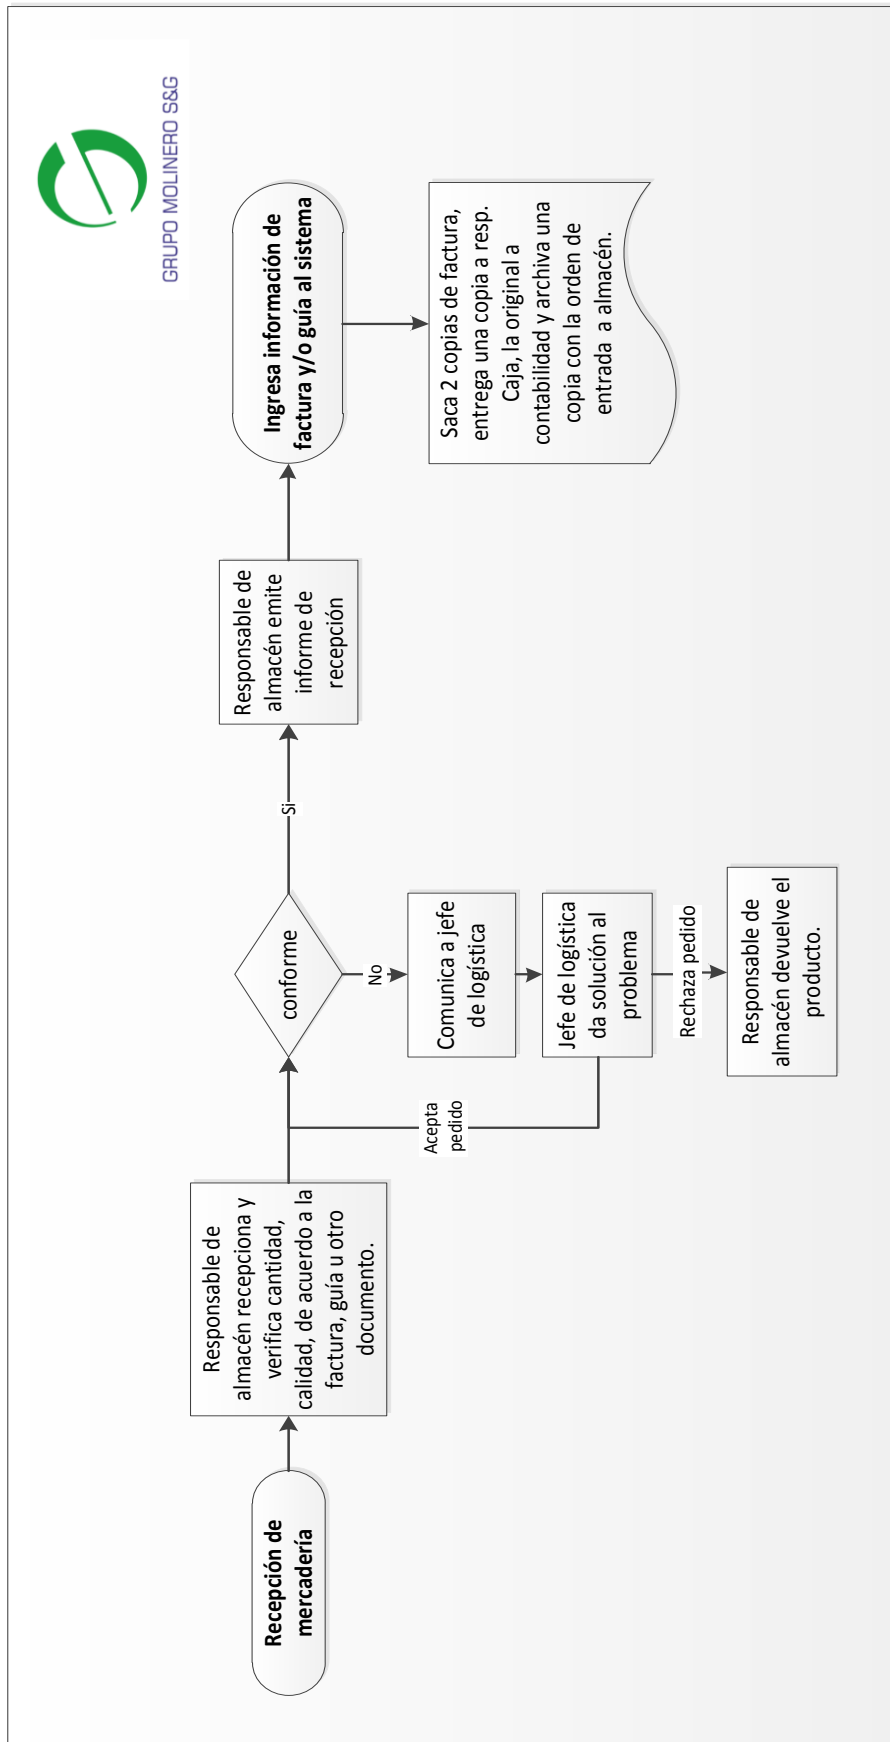 GRUPO MOLINERO S&G
Recepción de
mercadería
Responsable de
almacén recepciona y
verifica cantidad,
calidad, de acuerdo a la
factura, guía u otro
documento.
conforme
Si
Responsable de
almacén emite
informe de
recepción
Ingresa información de
factura y/o guía al sistema
Saca 2 copias de factura,
entrega una copia a resp.
Caja, la original a
contabilidad y archiva una
copia con la orden de
entrada a almacén.
No
Comunica a jefe
de logística
Jefe de logística
da solución al
problema
Acepta
pedido
Rechaza pedido
Responsable de
almacén devuelve el
producto.